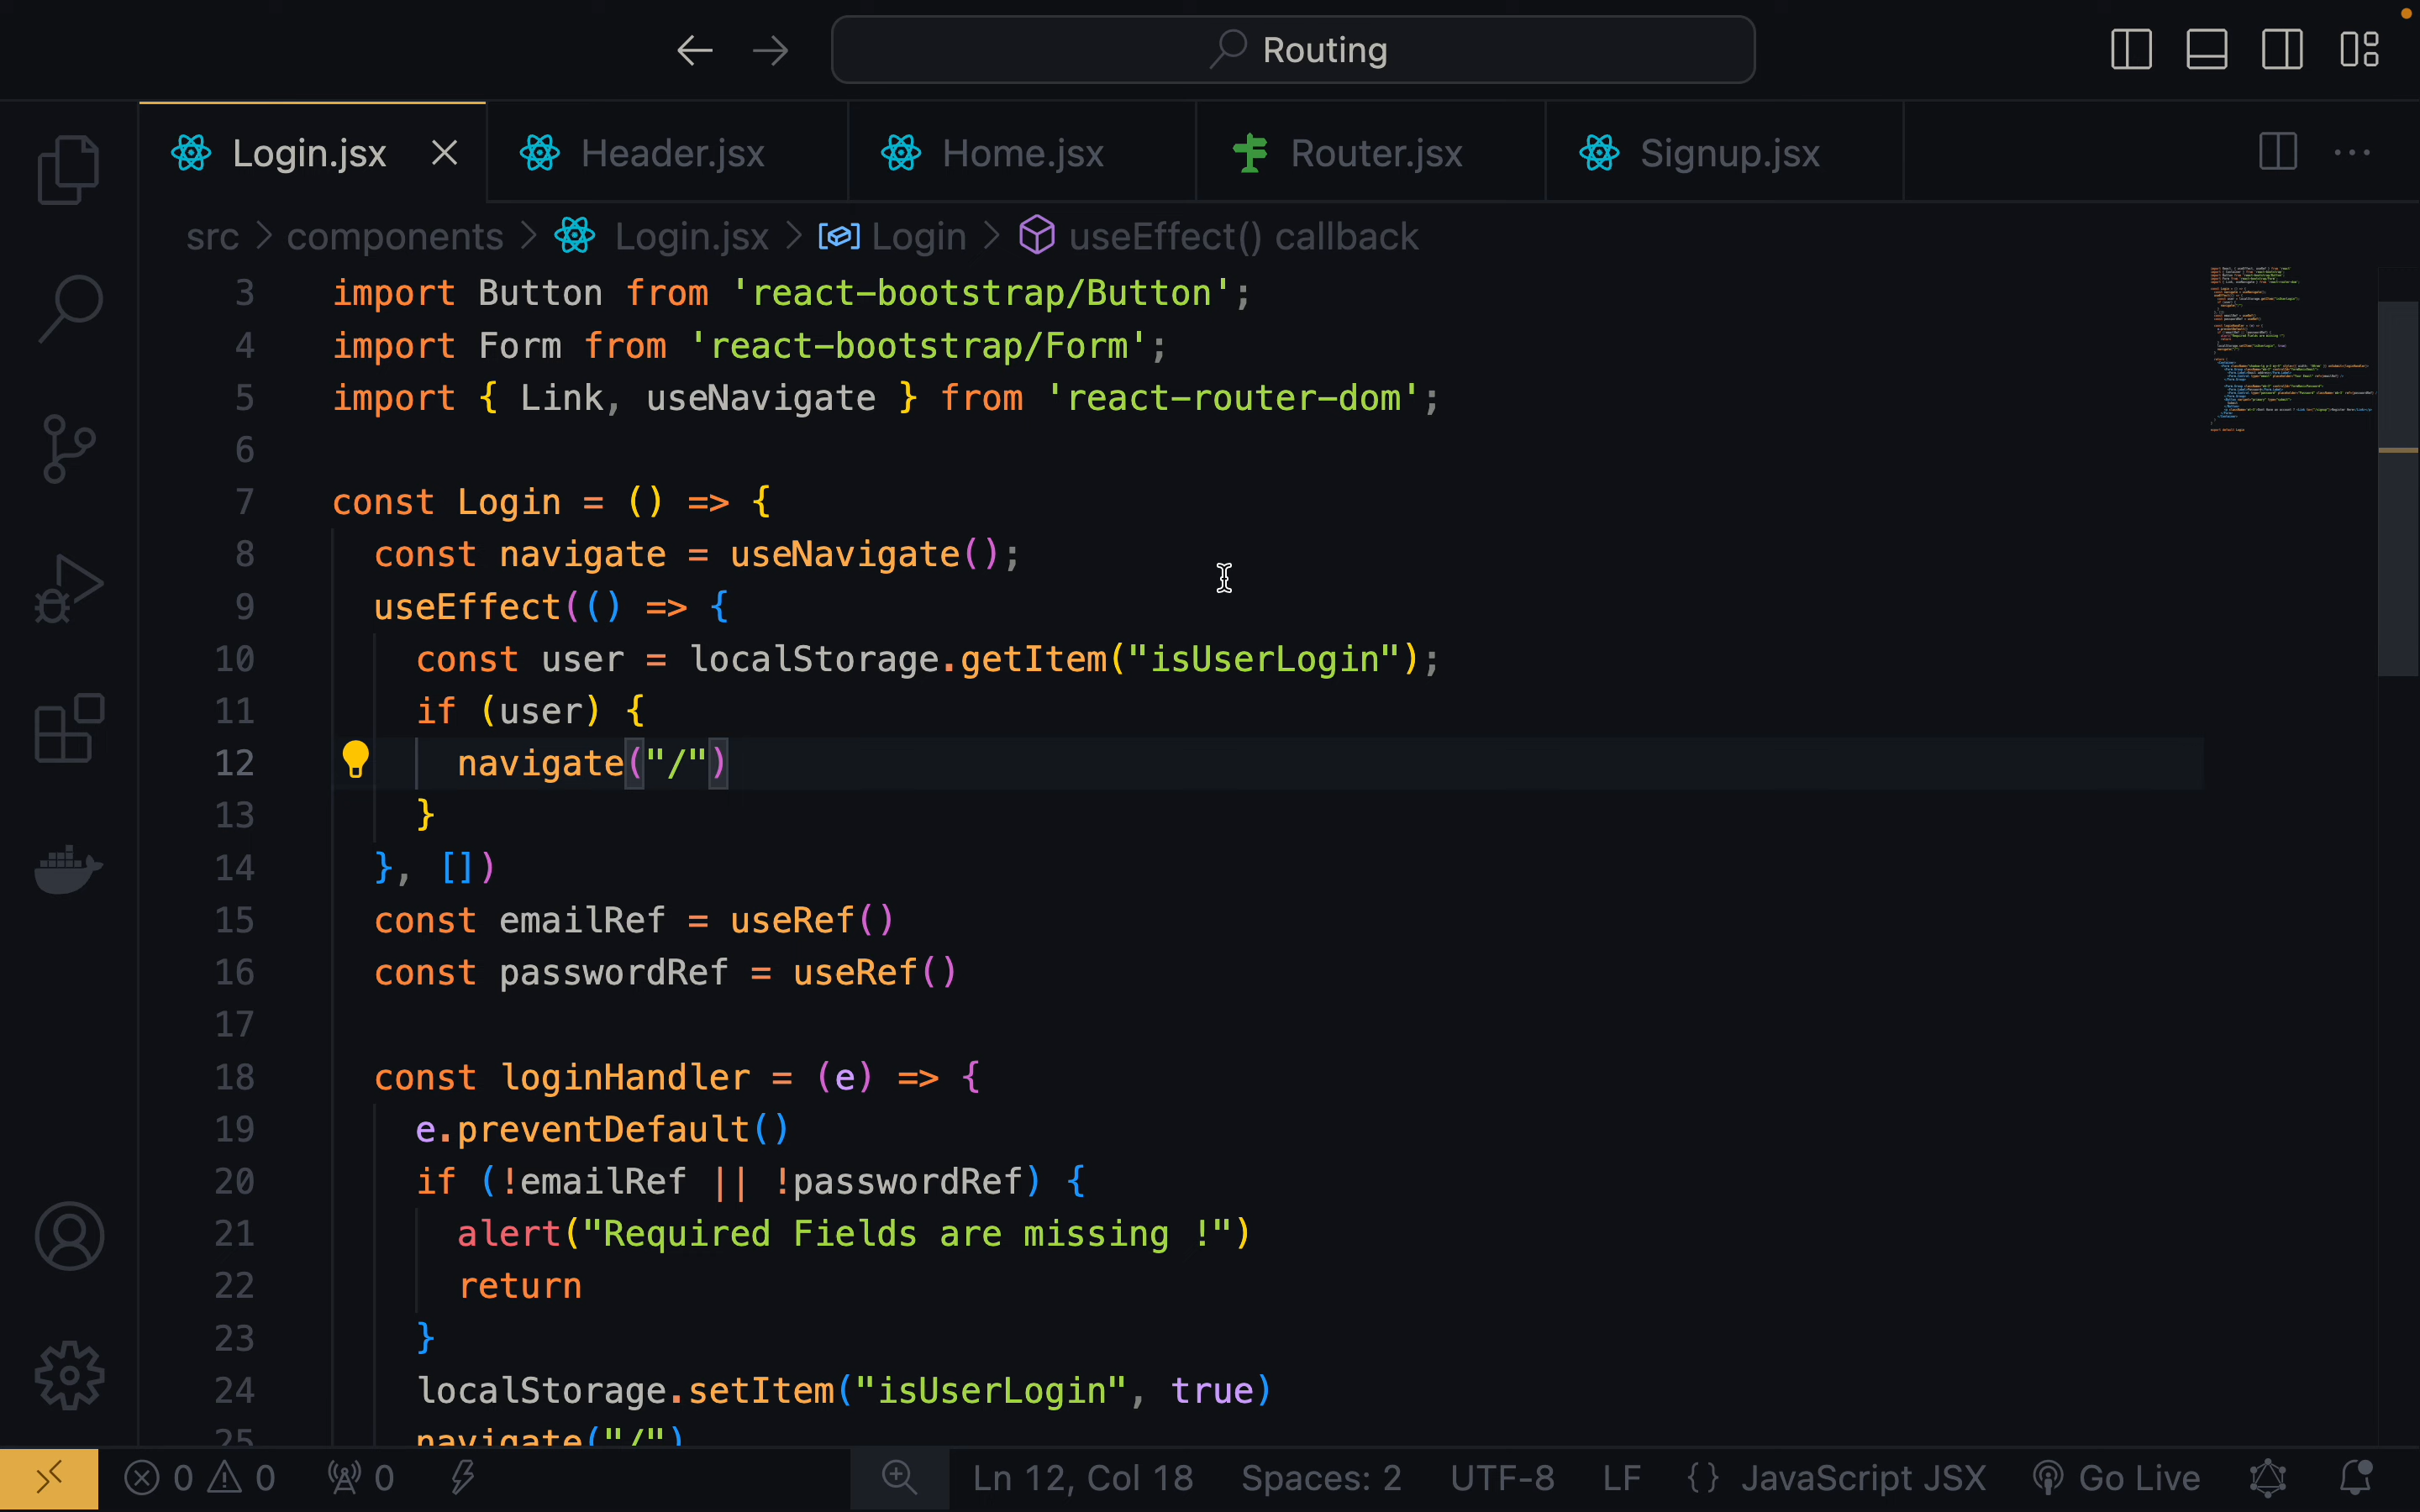 Routing
Login.jsx
Header.jsx
Home.jsx
Router.jsx
Signup.jsx
src > components > Login.jsx > Login > useEffect() callback
3 import Button from 'react-bootstrap/Button';
4 import Form from 'react-bootstrap/Form';
5 import { Link, useNavigate } from 'react-router-dom';
6
7 const Login = () => {
8 const navigate = useNavigate();
9 useEffect(() => {
10 const user = localStorage.getItem("isUserLogin");
11 if (user) {
12 navigate("/")
13 }
14 }, [])
15 const emailRef = useRef()
16 const passwordRef = useRef()
17
18 const loginHandler = (e) => {
19 e.preventDefault()
20 if (!emailRef || !passwordRef) {
21 alert("Required Fields are missing !")
22 return
23 }
24 localStorage.setItem("isUserLogin", true)
25 navigate("/")
0 0 0 Ln 12, Col 18 Spaces: 2 UTF-8 LF {} JavaScript JSX Go Live